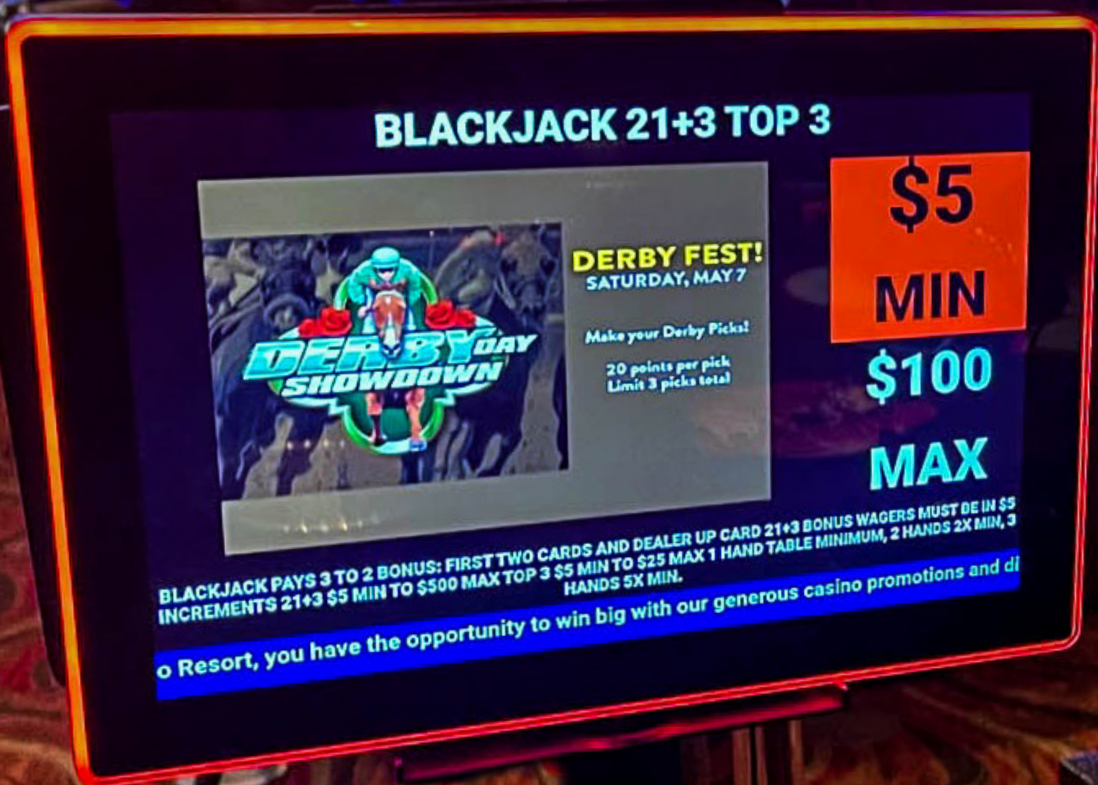 BLACKJACK 21+3 TOP 3
$5
MIN
$100
MAX
DERBY DAY
SHOWDOWN
DERBY FEST!
SATURDAY, MAY 7
Make your Derby Picks!
20 points per pick
Limit 3 picks total
BLACKJACK PAYS 3 TO 2 BONUS: FIRST TWO CARDS AND DEALER UP CARD 21+3 BONUS WAGERS MUST BE IN $5
INCREMENTS 21+3 $5 MIN TO $500 MAX TOP 3 $5 MIN TO $25 MAX 1 HAND TABLE MINIMUM, 2 HANDS 2X MIN, 3
HANDS 5X MIN.
o Resort, you have the opportunity to win big with our generous casino promotions and di